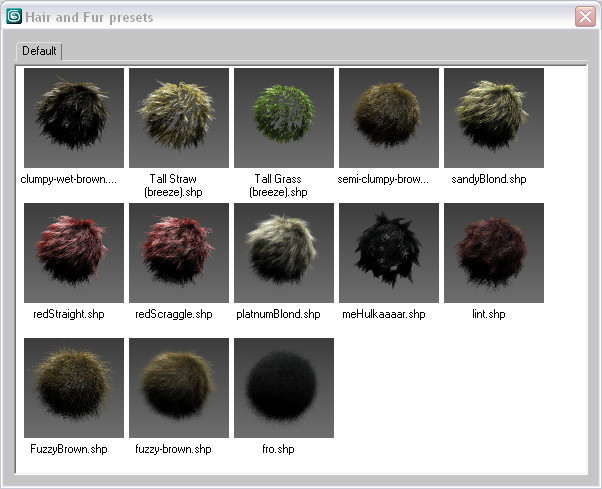 Hair and Fur presets
Default
clumpy-wet-brown....
Tall Straw
(breeze).shp
Tall Grass
(breeze).shp
semi-clumpy-brow...
sandyBlond.shp
redStraight.shp
redScraggle.shp
platnumBlond.shp
meHulkaaaar.shp
lint.shp
FuzzyBrown.shp
fuzzy-brown.shp
fro.shp